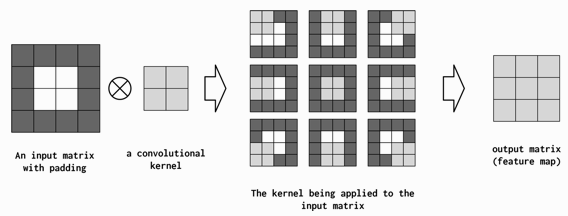 An input matrix
with padding
a convolutional
kernel
The kernel being applied to the
input matrix
output matrix
(feature map)